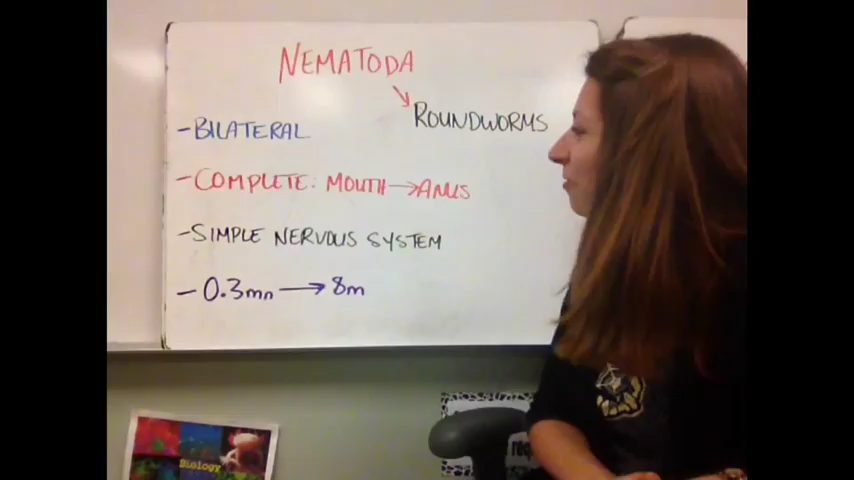 NEMATODA
ROUNDWORMS
-BILATERAL
-COMPLETE: MOUTH→ANUS
-SIMPLE NERVOUS SYSTEM
-0.3mm→8m
Biology